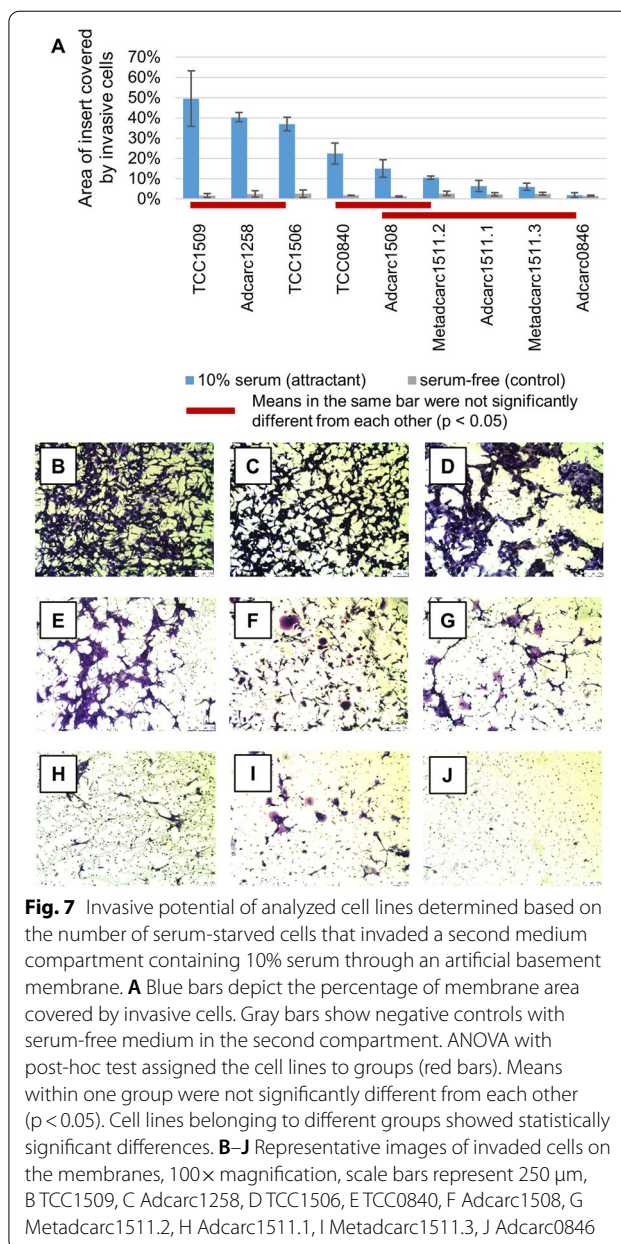 A
Area of insert covered
by invasive cells
70%
60%
50%
40%
30%
20%
10%
0%
TCC1509
Adcarc1258
TCC1506
TCC0840
Adcarc1508
Metadcarc1511.2
Adcarc1511.1
Metadcarc1511.3
Adcarc0846
10% serum (attractant) serum-free (control)
Means in the same bar were not significantly
different from each other (p < 0.05)
B
C
D
E
F
G
H
I
J
Fig. 7 Invasive potential of analyzed cell lines determined based on
the number of serum-starved cells that invaded a second medium
compartment containing 10% serum through an artificial basement
membrane. A Blue bars depict the percentage of membrane area
covered by invasive cells. Gray bars show negative controls with
serum-free medium in the second compartment. ANOVA with
post-hoc test assigned the cell lines to groups (red bars). Means
within one group were not significantly different from each other
(p < 0.05). Cell lines belonging to different groups showed statistically
significant differences. B–J Representative images of invaded cells on
the membranes, 100× magnification, scale bars represent 250 μm,
B TCC1509, C Adcarc1258, D TCC1506, E TCC0840, F Adcarc1508, G
Metadcarc1511.2, H Adcarc1511.1, I Metadcarc1511.3, J Adcarc0846